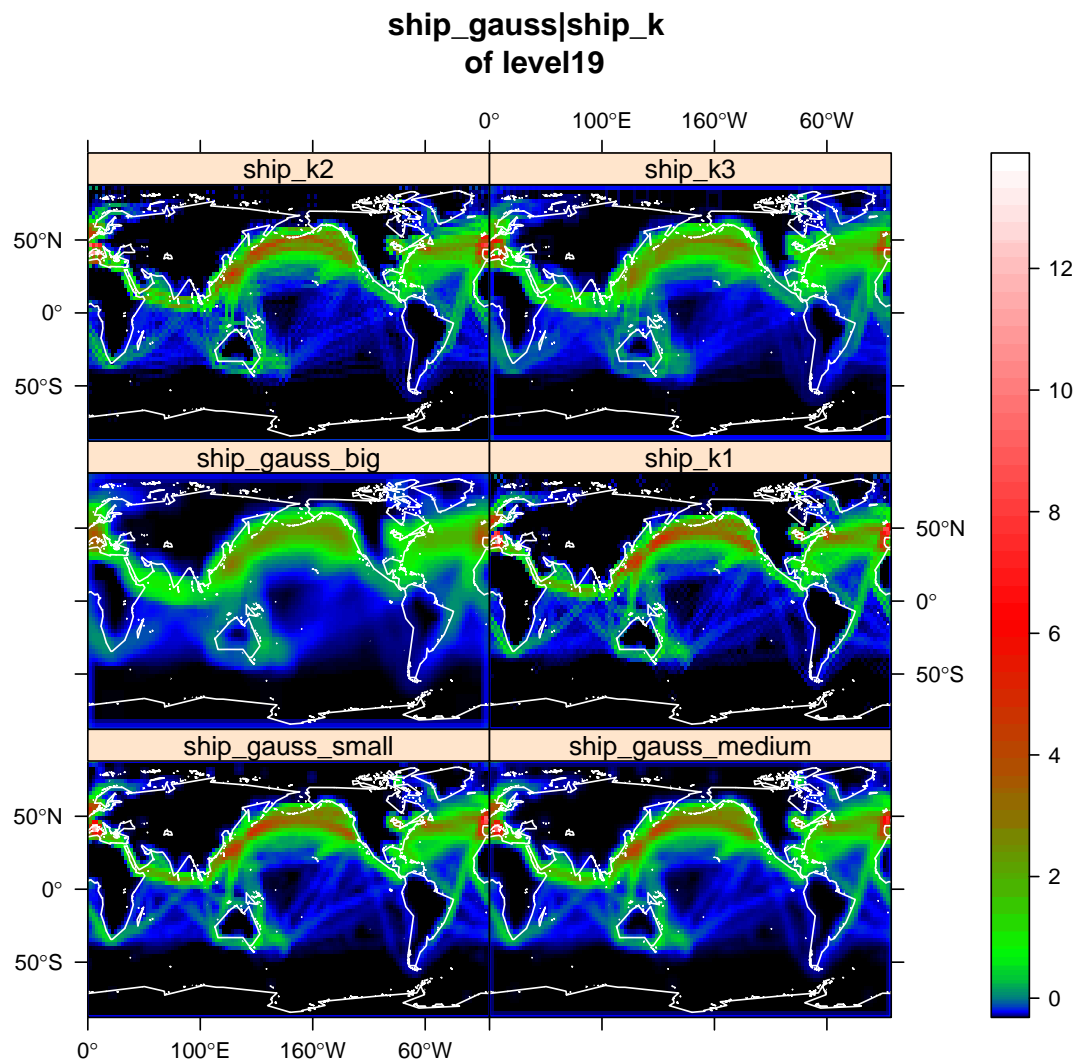 ship_gauss|ship_k
of level19
0° 100°E 160°W 60°W
ship_k2 ship_k3
50°N
0°
50°S
12
10
8
6
4
2
0
ship_gauss_big ship_k1
50°N
0°
50°S
ship_gauss_small ship_gauss_medium
50°N
0°
50°S
0° 100°E 160°W 60°W